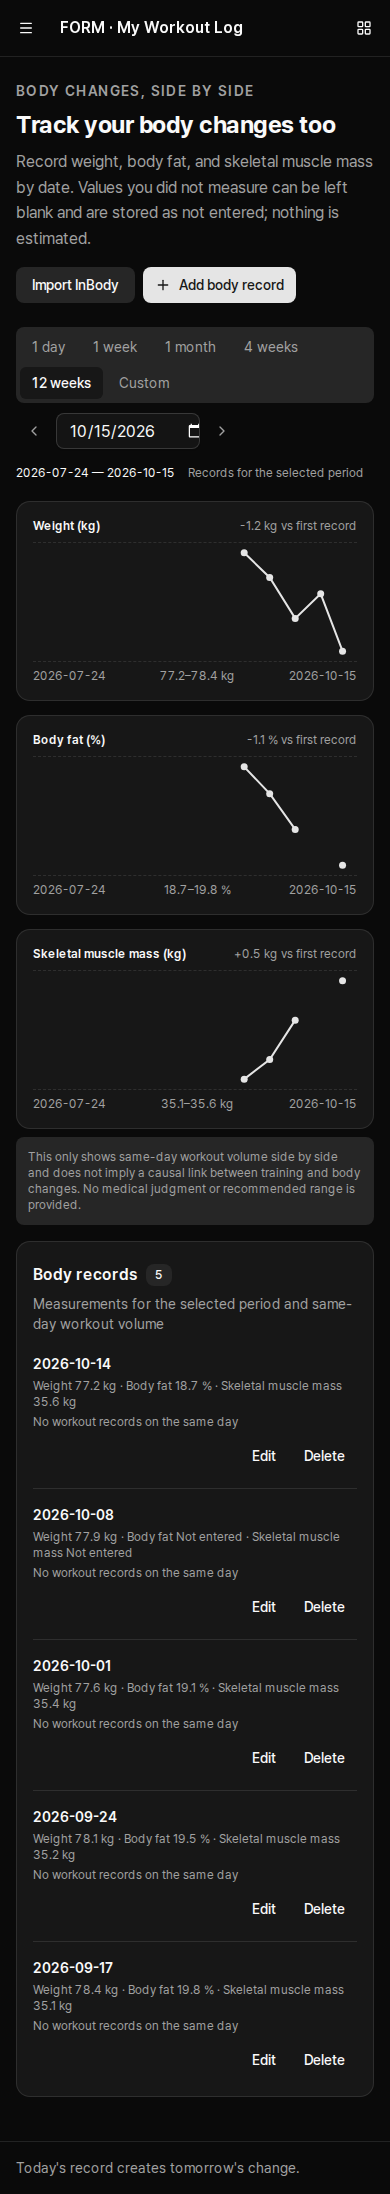 FORM · My Workout Log
BODY CHANGES, SIDE BY SIDE
Track your body changes too
Record weight, body fat, and skeletal muscle mass
by date. Values you did not measure can be left
blank and are stored as not entered; nothing is
estimated.
Import InBody
Add body record
1 day
1 week
1 month
4 weeks
12 weeks
Custom
10/15/2026
2026-07-24 — 2026-10-15 Records for the selected period
Weight (kg) -1.2 kg vs first record
2026-07-24 77.2–78.4 kg 2026-10-15
Body fat (%) -1.1 % vs first record
2026-07-24 18.7–19.8 % 2026-10-15
Skeletal muscle mass (kg) +0.5 kg vs first record
2026-07-24 35.1–35.6 kg 2026-10-15
This only shows same-day workout volume side by side
and does not imply a causal link between training and body
changes. No medical judgment or recommended range is
provided.
Body records 5
Measurements for the selected period and same-
day workout volume
2026-10-14
Weight 77.2 kg · Body fat 18.7 % · Skeletal muscle mass
35.6 kg
No workout records on the same day
Edit Delete
2026-10-08
Weight 77.9 kg · Body fat Not entered · Skeletal muscle
mass Not entered
No workout records on the same day
Edit Delete
2026-10-01
Weight 77.6 kg · Body fat 19.1 % · Skeletal muscle mass
35.4 kg
No workout records on the same day
Edit Delete
2026-09-24
Weight 78.1 kg · Body fat 19.5 % · Skeletal muscle mass
35.2 kg
No workout records on the same day
Edit Delete
2026-09-17
Weight 78.4 kg · Body fat 19.8 % · Skeletal muscle mass
35.1 kg
No workout records on the same day
Edit Delete
Today's record creates tomorrow's change.